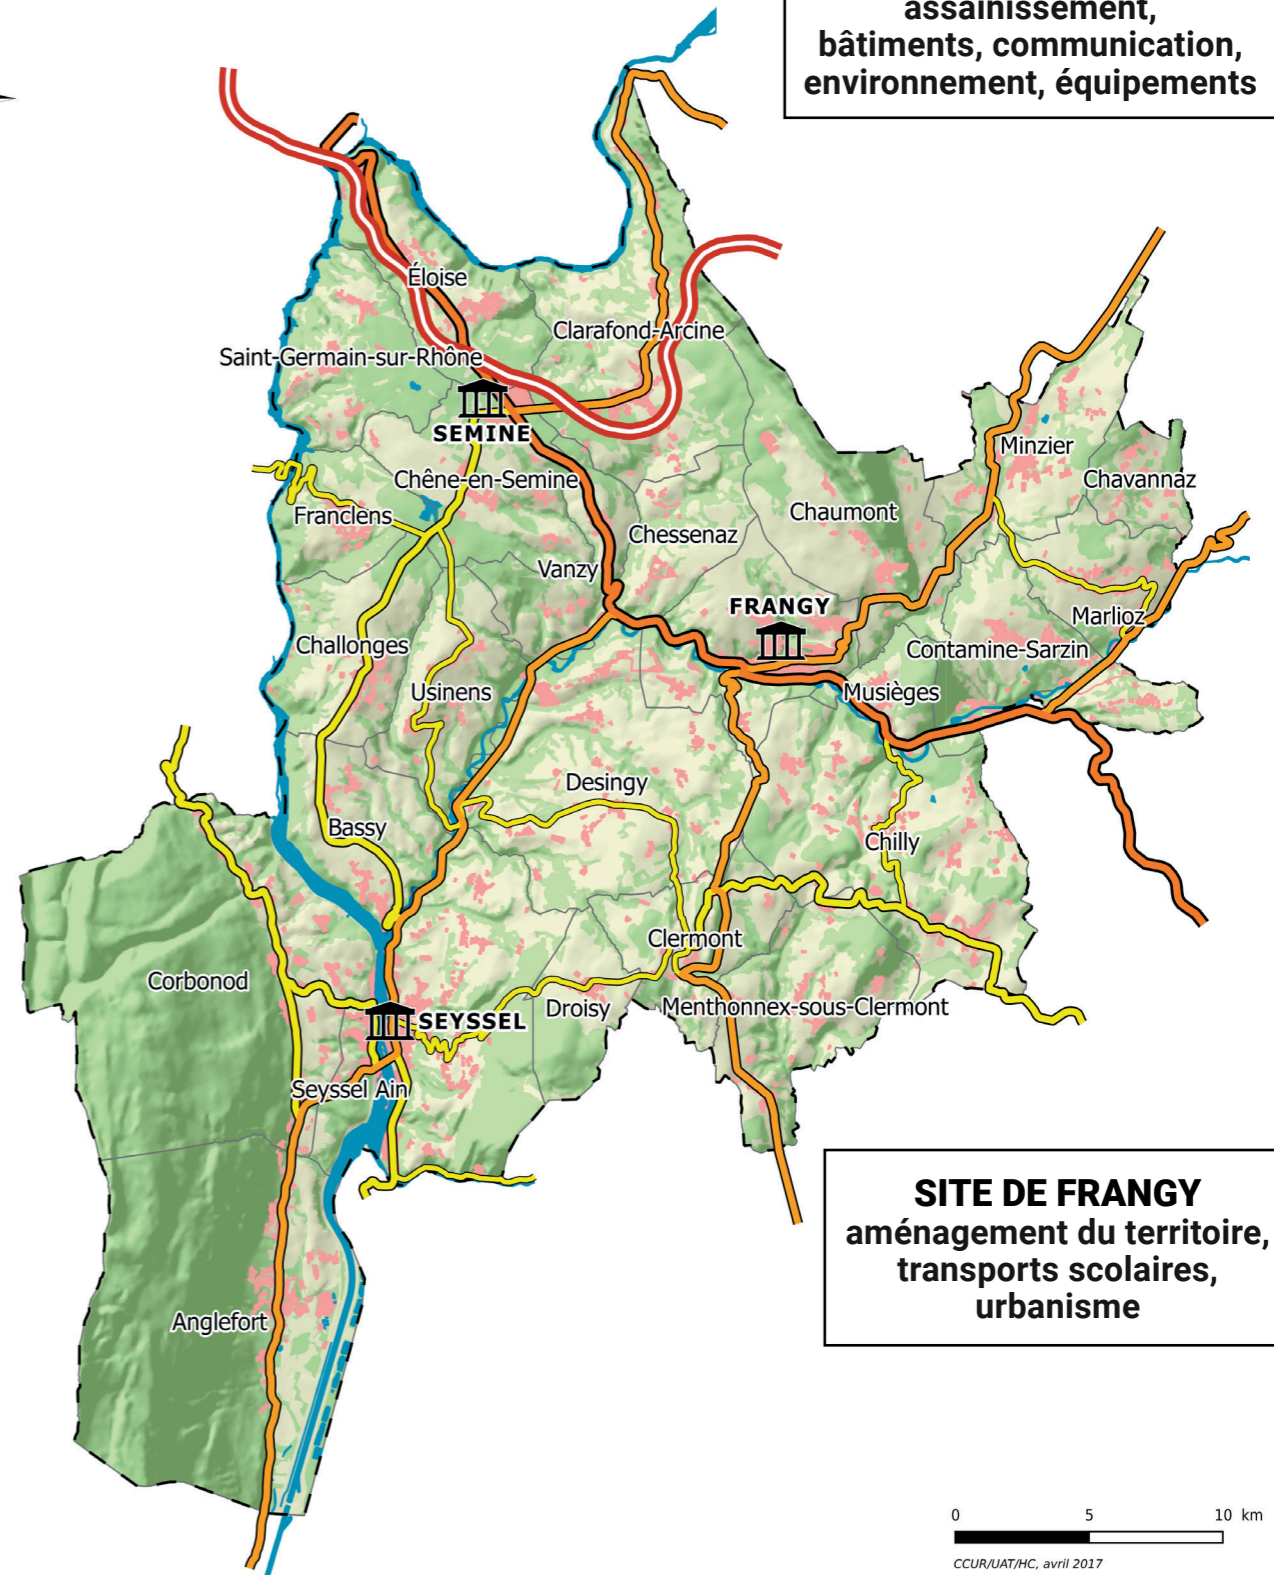 assainissement,
bâtiments, communication,
environnement, équipements
Éloise
Clarafond-Arcine
Saint-Germain-sur-Rhône
SEMINE
Minzier
Chêne-en-Semine
Chavannaz
Franclens
Chaumont
Chessenaz
Vanzy
FRANGY
Marlioz
Challonges
Contamine-Sarzin
Usinens
Musièges
Desingy
Bassy
Chilly
Clermont
Corbonod
Droisy
Menthonnex-sous-Clermont
SEYSSEL
Seyssel Ain
SITE DE FRANGY
aménagement du territoire,
transports scolaires,
urbanisme
Anglefort
0 5 10 km
CCUR/UAT/HC, avril 2017